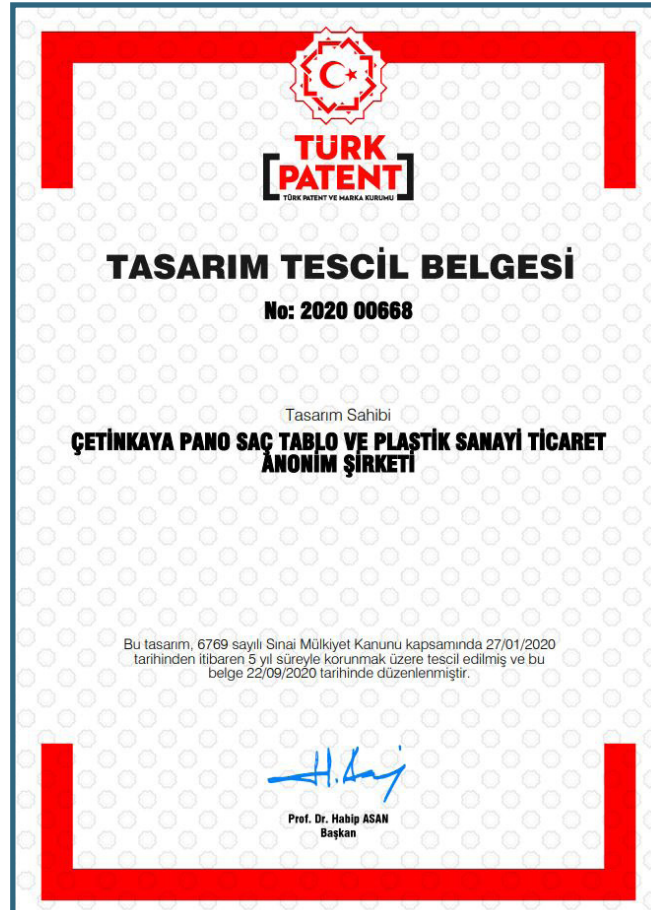 TÜRK
PATENT
TÜRK PATENT VE MARKA KURUMU
TASARIM TESCİL BELGESİ
No: 2020 00668
Tasarım Sahibi
ÇETİNKAYA PANO SAÇ TABLO VE PLASTİK SANAYİ TİCARET
ANONİM ŞİRKETİ
Bu tasarım, 6769 sayılı Sınai Mülkiyet Kanunu kapsamında 27/01/2020
tarihinden itibaren 5 yıl süreyle korunmak üzere tescil edilmiş ve bu
belge 22/09/2020 tarihinde düzenlenmiştir.
Prof. Dr. Habip ASAN
Başkan